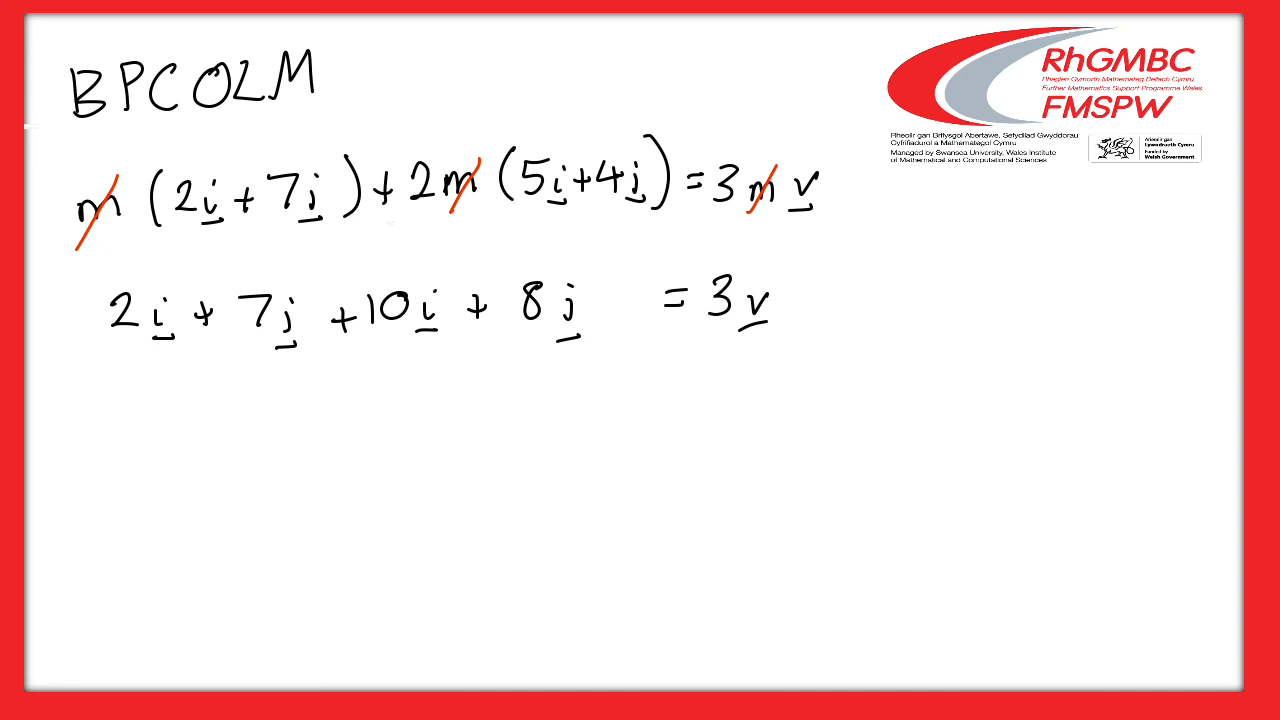 BPCOLM
RhGMBC
Rhaglen Gymorth Mathemateg Bellach Cymru
Further Mathematics Support Programme Wales
FMSPW
Rheolir gan Brifysgol Abertawe, Sefydliad Gwyddorau
Cyfrifiadurol a Mathemategol Cymru
Managed by Swansea University, Wales Institute
of Mathematical and Computational Sciences
Ariennir gan
Lywodraeth Cymru
Funded by
Welsh Government
m (2i + 7j) + 2m (5i+4j) = 3 m v
2i + 7j + 10i + 8j = 3v